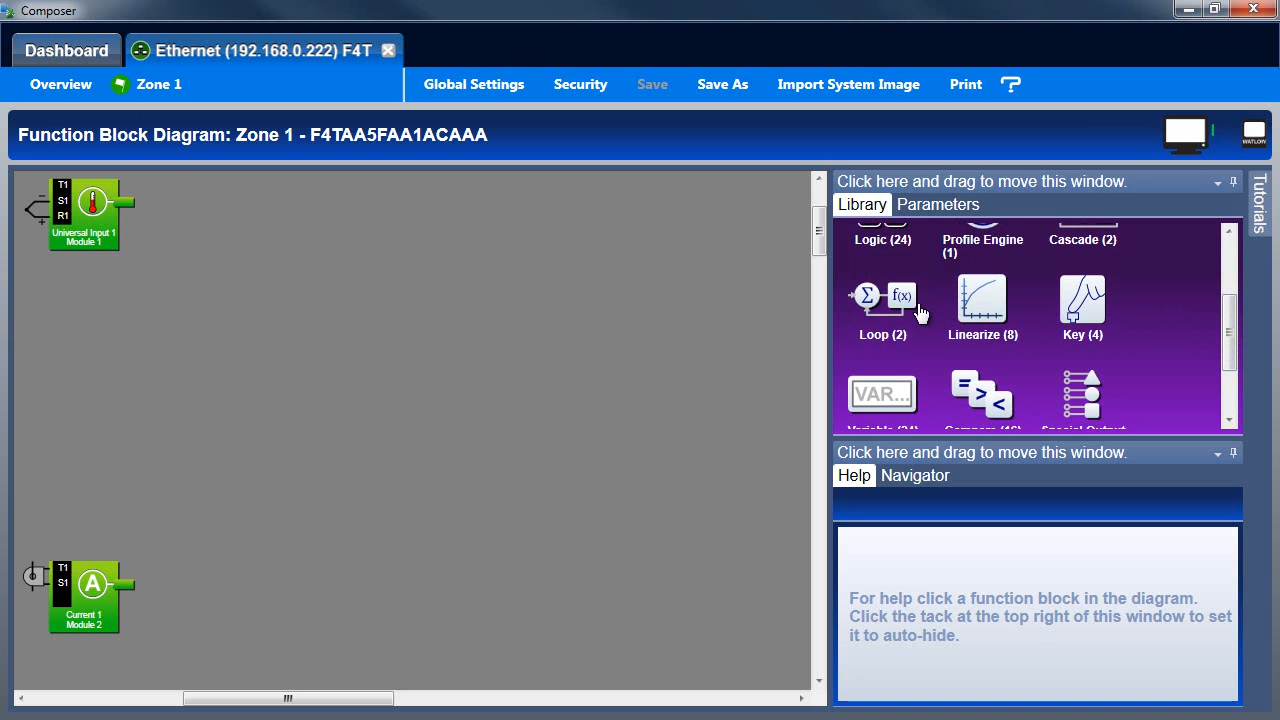 Composer
Dashboard
Ethernet (192.168.0.222) F4T
Overview
Zone 1
Global Settings
Security
Save
Save As
Import System Image
Print
Function Block Diagram: Zone 1 - F4TAA5FAA1ACAAA
WATLOW
T1
S1
R1
Universal Input 1
Module 1
T1
S1
A
Current 1
Module 2
Click here and drag to move this window.
Library
Parameters
Logic (24)
Profile Engine
(1)
Cascade (2)
Σ
f(x)
Loop (2)
Linearize (8)
Key (4)
VAR...
= > <
Click here and drag to move this window.
Help
Navigator
For help click a function block in the diagram.
Click the tack at the top right of this window to set
it to auto-hide.
Tutorials